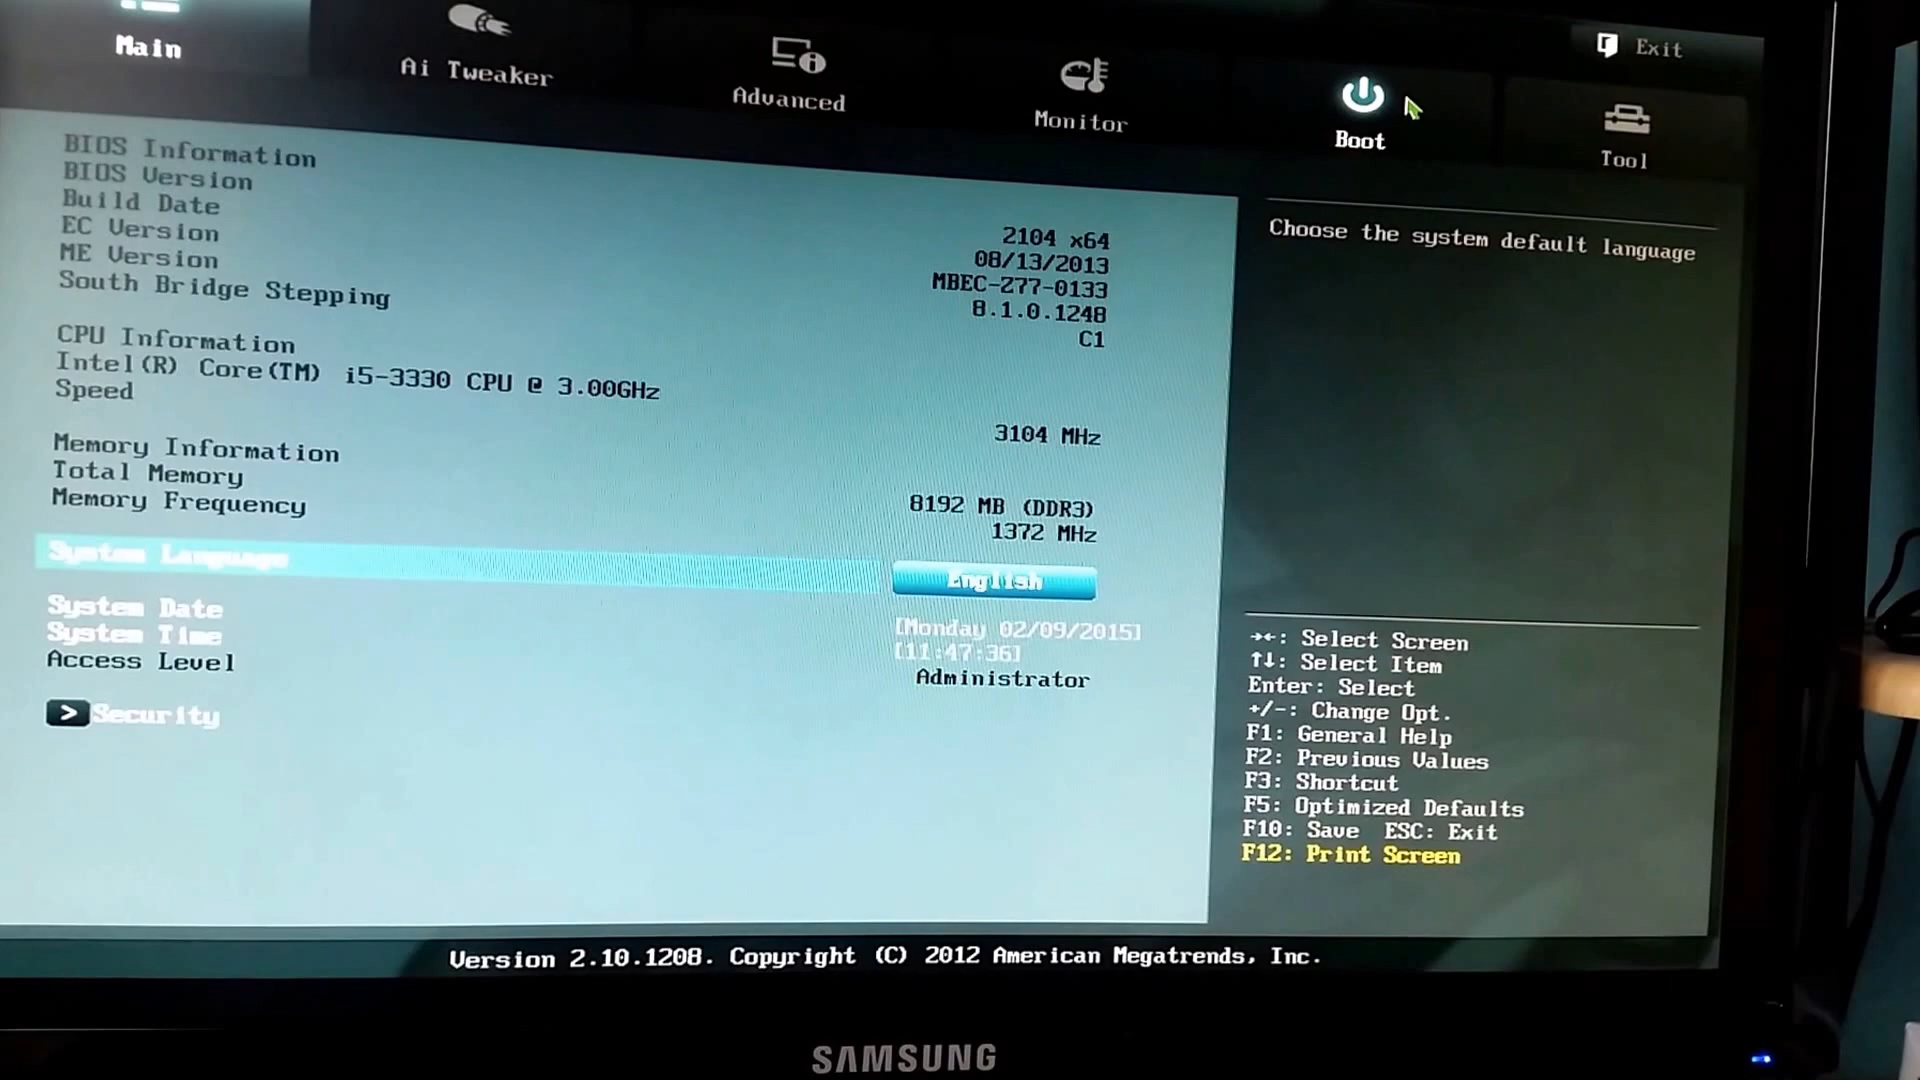 Main
Ai Tweaker
Advanced
Monitor
Boot
Exit
Tool
BIOS Information
BIOS Version
2104 x64
Build Date
08/13/2013
EC Version
MBEC-Z77-0133
ME Version
8.1.0.1248
South Bridge Stepping
C1
CPU Information
Intel(R) Core(TM) i5-3330 CPU @ 3.00GHz
Speed
3104 MHz
Memory Information
Total Memory
8192 MB (DDR3)
Memory Frequency
1372 MHz
System Language
English
System Date
[Monday 02/09/2015]
System Time
[11:47:36]
Access Level
Administrator
> Security
Choose the system default language
→←: Select Screen
↑↓: Select Item
Enter: Select
+/-: Change Opt.
F1: General Help
F2: Previous Values
F3: Shortcut
F5: Optimized Defaults
F10: Save ESC: Exit
F12: Print Screen
Version 2.10.1208. Copyright (C) 2012 American Megatrends, Inc.
SAMSUNG